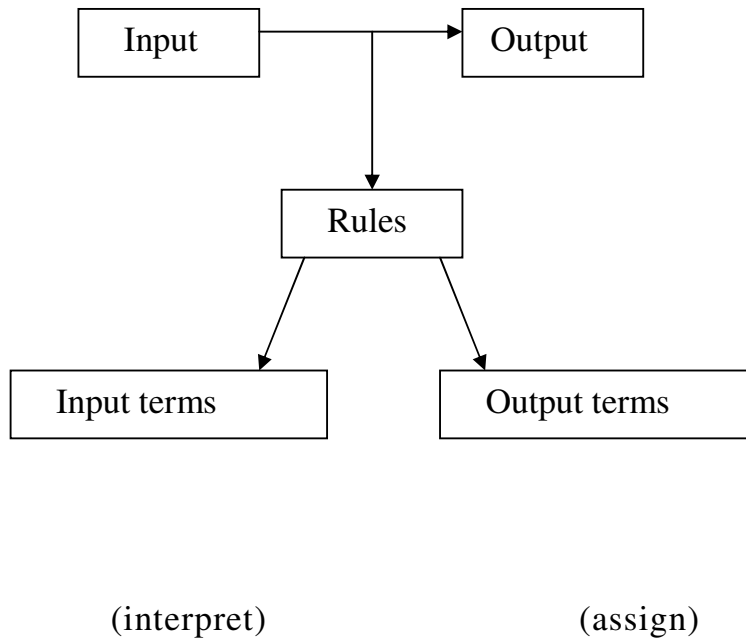 Input
Output
Rules
Input terms
Output terms
(interpret)
(assign)